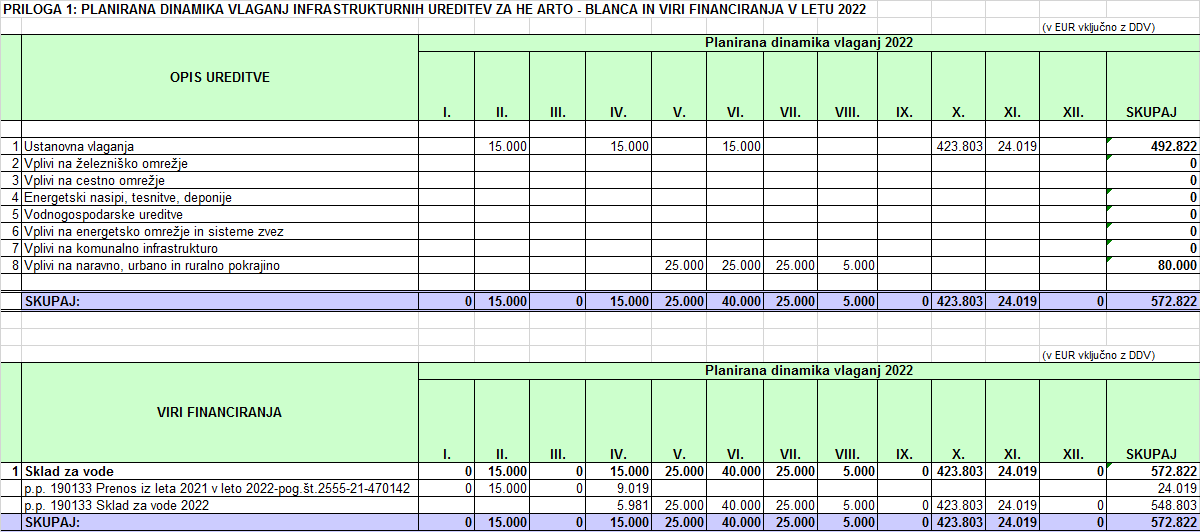 PRILOGA 1: PLANIRANA DINAMIKA VLAGANJ INFRASTRUKTURNIH UREDITEV ZA HE ARTO - BLANCA IN VIRI FINANCIRANJA V LETU 2022
(v EUR vključno z DDV)
Planirana dinamika vlaganj 2022
OPIS UREDITVE
I. II. III. IV. V. VI. VII. VIII. IX. X. XI. XII. SKUPAJ
1 Ustanovna vlaganja 15.000 15.000 15.000 423.803 24.019 492.822
2 Vplivi na železniško omrežje 0
3 Vplivi na cestno omrežje 0
4 Energetski nasipi, tesnitve, deponije 0
5 Vodnogospodarske ureditve 0
6 Vplivi na energetsko omrežje in sisteme zvez 0
7 Vplivi na komunalno infrastrukturo 0
8 Vplivi na naravno, urbano in ruralno pokrajino 25.000 25.000 25.000 5.000 80.000
SKUPAJ: 0 15.000 0 15.000 25.000 40.000 25.000 5.000 0 423.803 24.019 0 572.822
(v EUR vključno z DDV)
Planirana dinamika vlaganj 2022
VIRI FINANCIRANJA
I. II. III. IV. V. VI. VII. VIII. IX. X. XI. XII. SKUPAJ
1 Sklad za vode 0 15.000 0 15.000 25.000 40.000 25.000 5.000 0 423.803 24.019 0 572.822
p.p. 190133 Prenos iz leta 2021 v leto 2022-pog.št.2555-21-470142 0 15.000 0 9.019 24.019
p.p. 190133 Sklad za vode 2022 5.981 25.000 40.000 25.000 5.000 0 423.803 24.019 0 548.803
SKUPAJ: 0 15.000 0 15.000 25.000 40.000 25.000 5.000 0 423.803 24.019 0 572.822